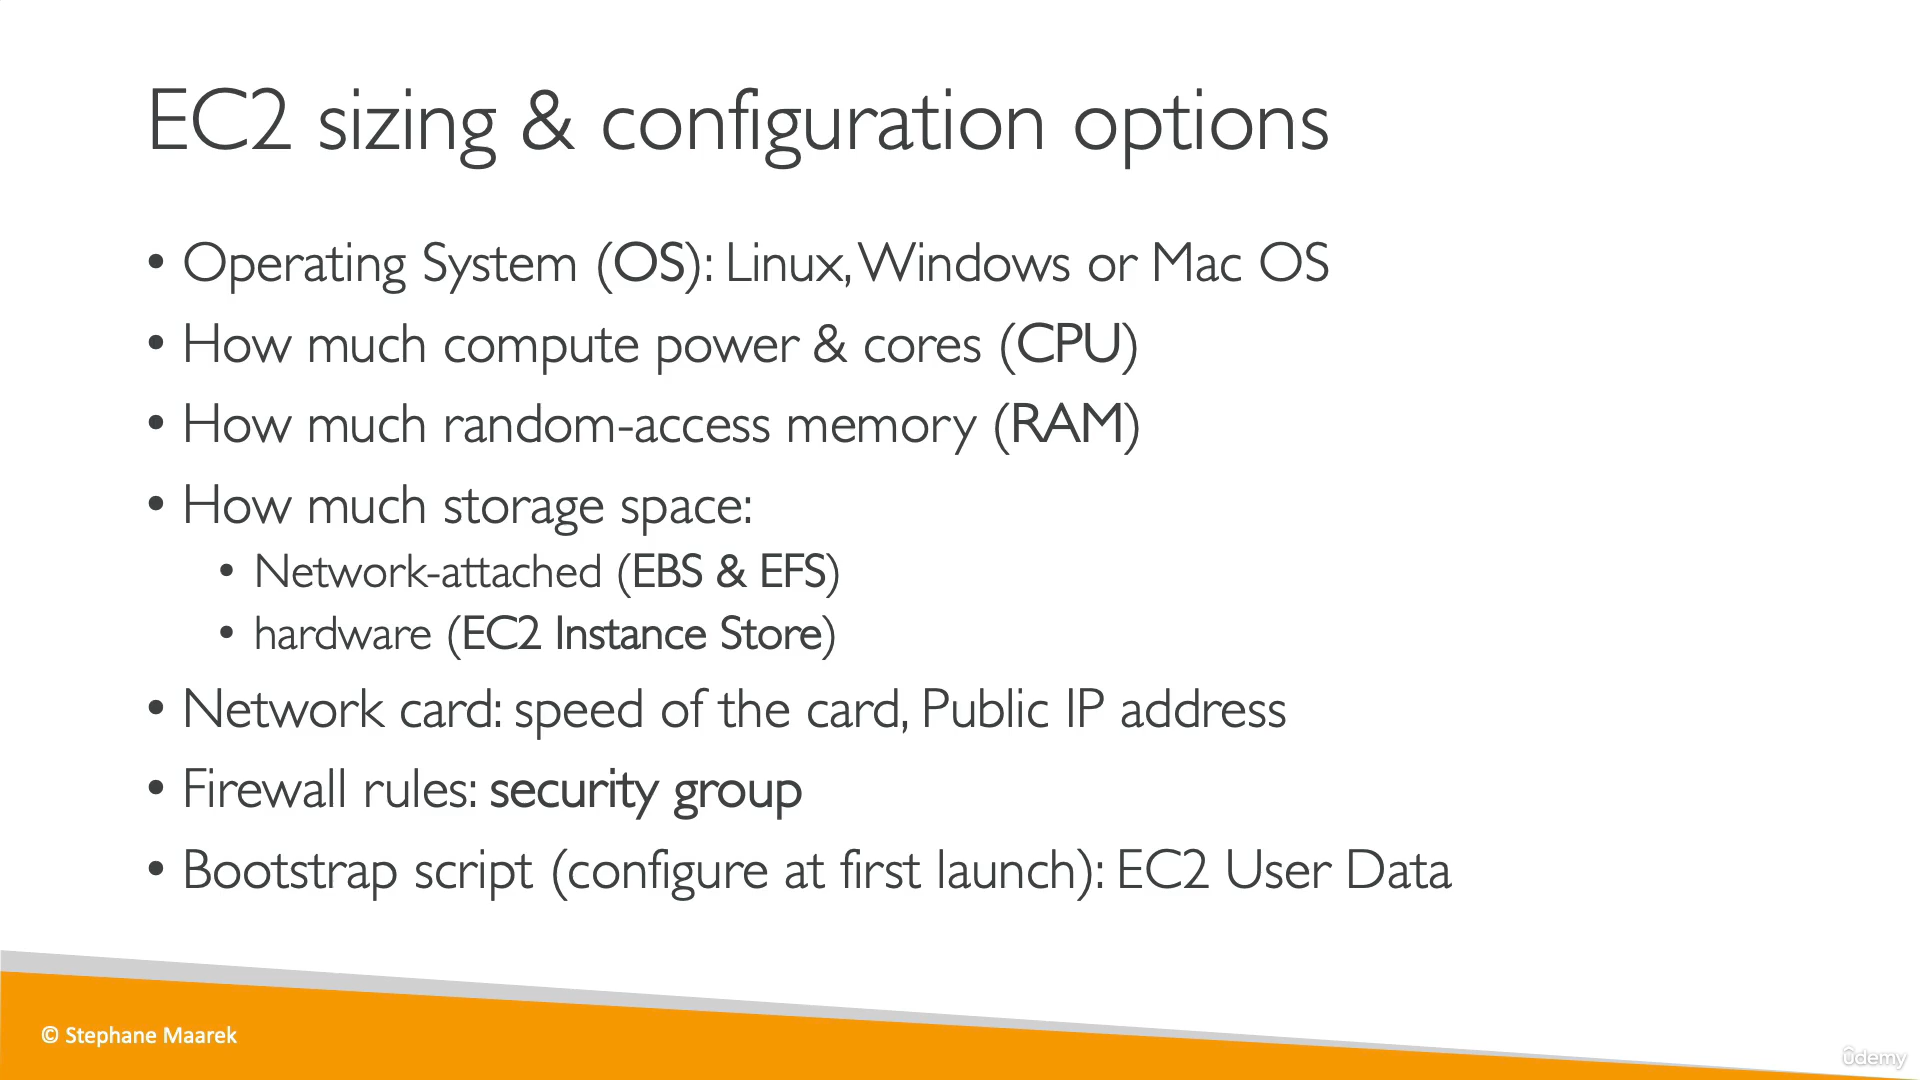 EC2 sizing & configuration options
• Operating System (OS): Linux, Windows or Mac OS
• How much compute power & cores (CPU)
• How much random-access memory (RAM)
• How much storage space:
• Network-attached (EBS & EFS)
• hardware (EC2 Instance Store)
• Network card: speed of the card, Public IP address
• Firewall rules: security group
• Bootstrap script (configure at first launch): EC2 User Data
© Stephane Maarek
ûdemy